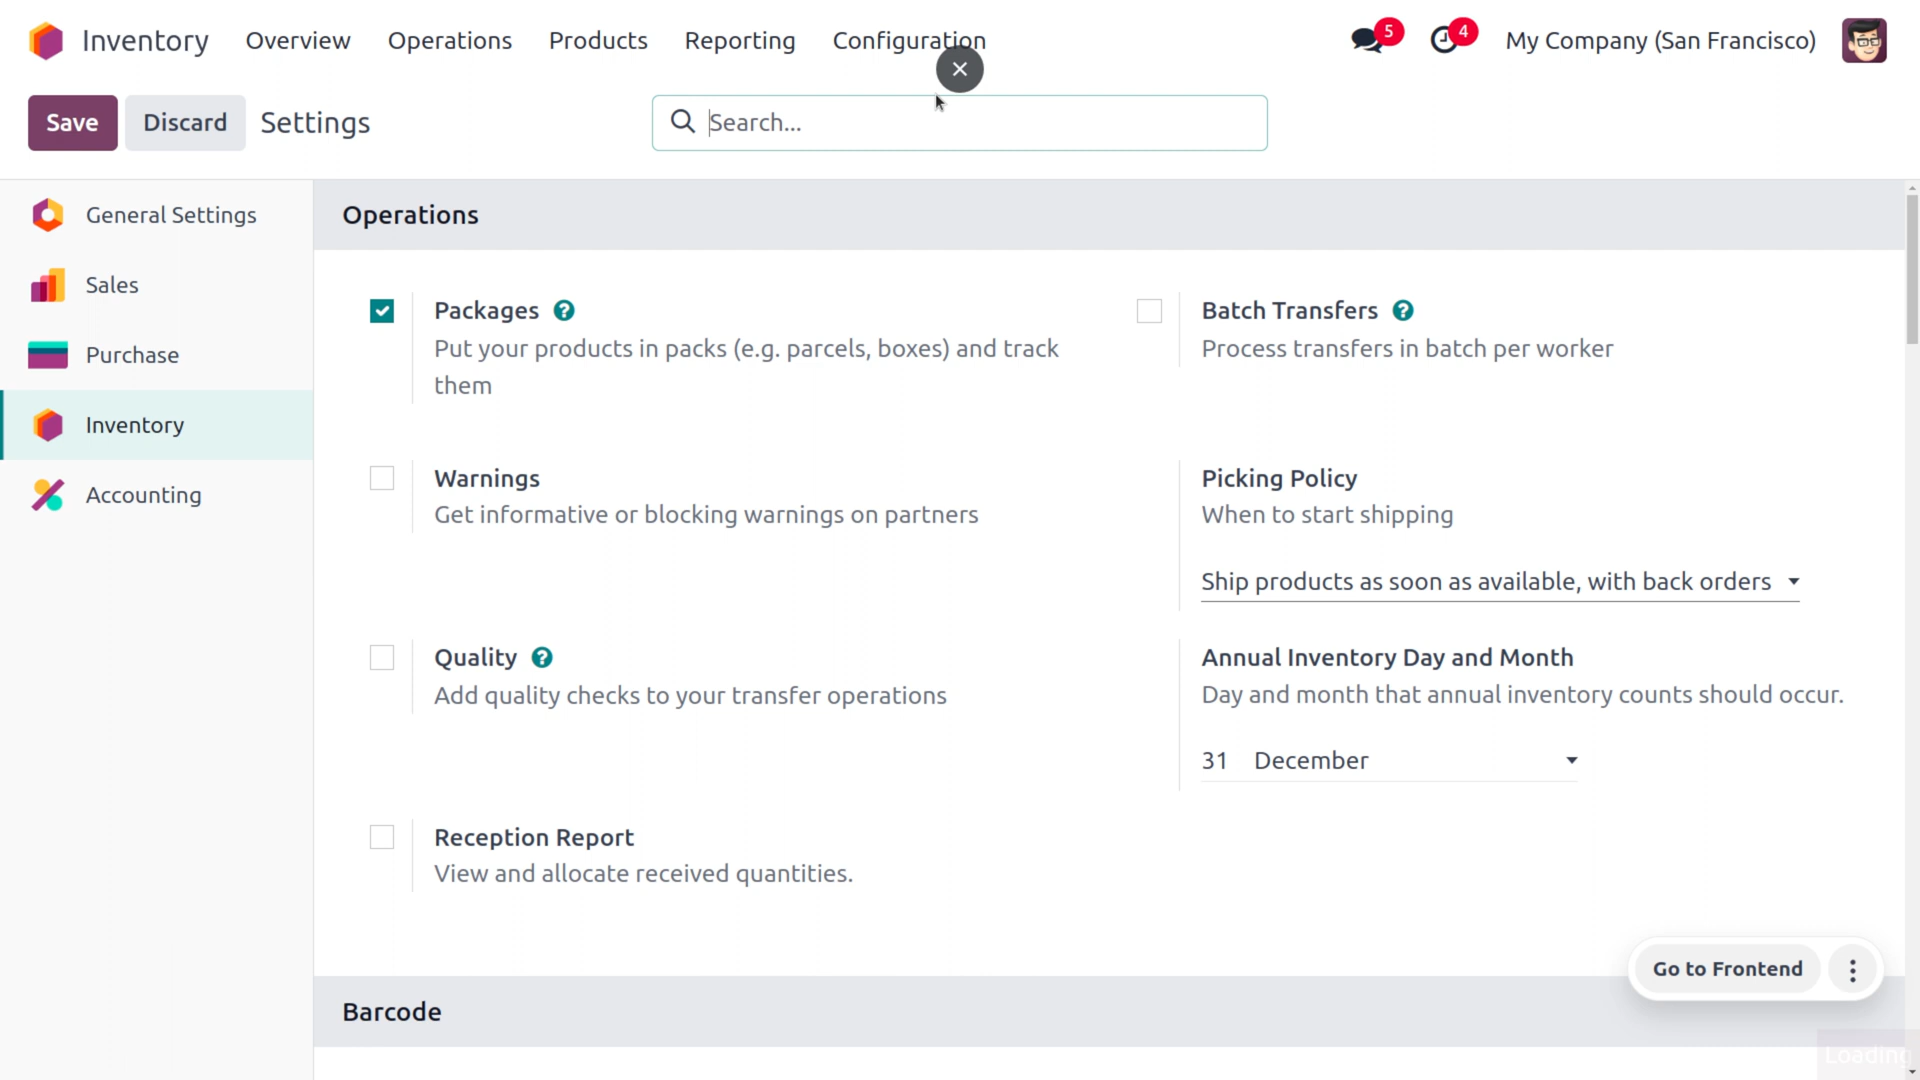 Inventory Overview Operations Products Reporting Configuration 5 4 My Company (San Francisco)
Save Discard Settings Search...
General Settings
Sales
Purchase
Inventory
Accounting
Operations
Packages ?
Put your products in packs (e.g. parcels, boxes) and track
them
Batch Transfers ?
Process transfers in batch per worker
Warnings
Get informative or blocking warnings on partners
Picking Policy
When to start shipping
Ship products as soon as available, with back orders
Quality ?
Add quality checks to your transfer operations
Annual Inventory Day and Month
Day and month that annual inventory counts should occur.
31 December
Reception Report
View and allocate received quantities.
Go to Frontend
Barcode
Loading